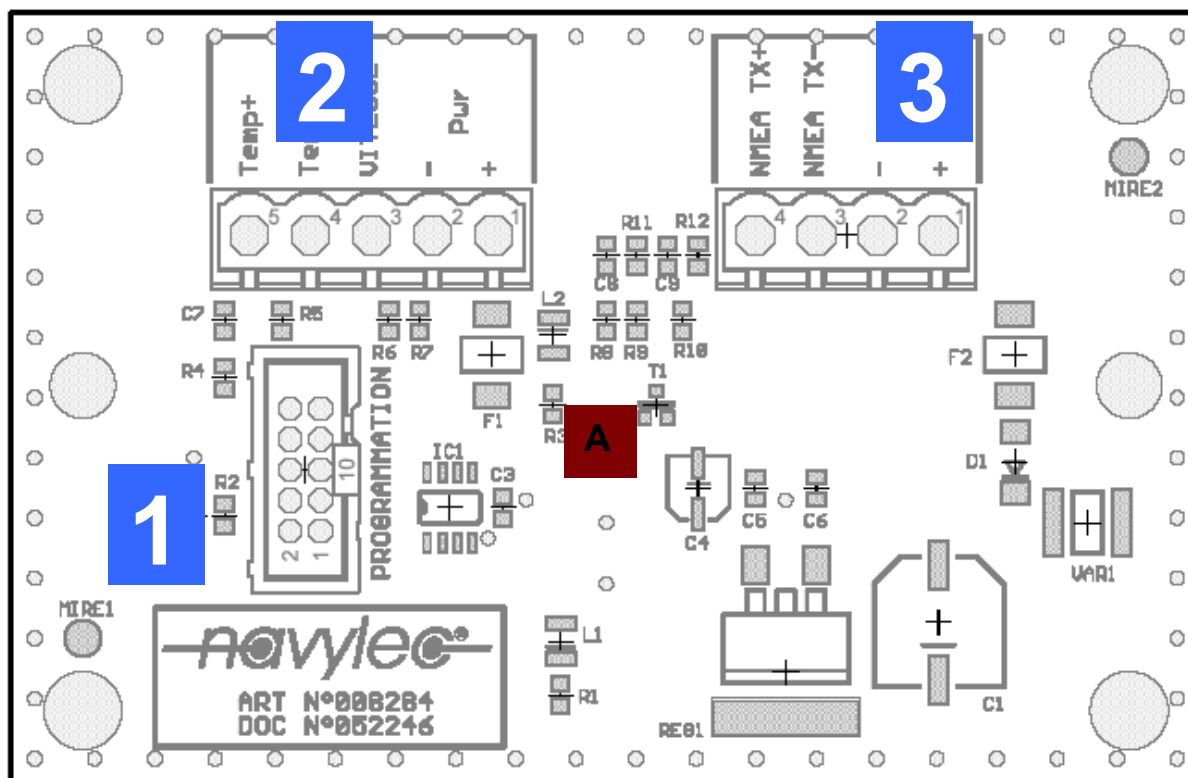 2
3
Temp+
-
Pwr
+
NMEA TX+
NMEA TX-
-
+
MIRE2
5
4
3
2
1
4
3
2
1
R11
R12
C8
C9
C7
R5
R6
R7
L2
R8
R9
R10
R4
F1
T1
F2
R3
A
PROGRAMMATION
10
2
1
IC1
C3
R2
1
C4
C5
C6
D1
VAR1
MIRE1
navylec
ART N°008284
DOC N°052246
L1
R1
REG1
C1